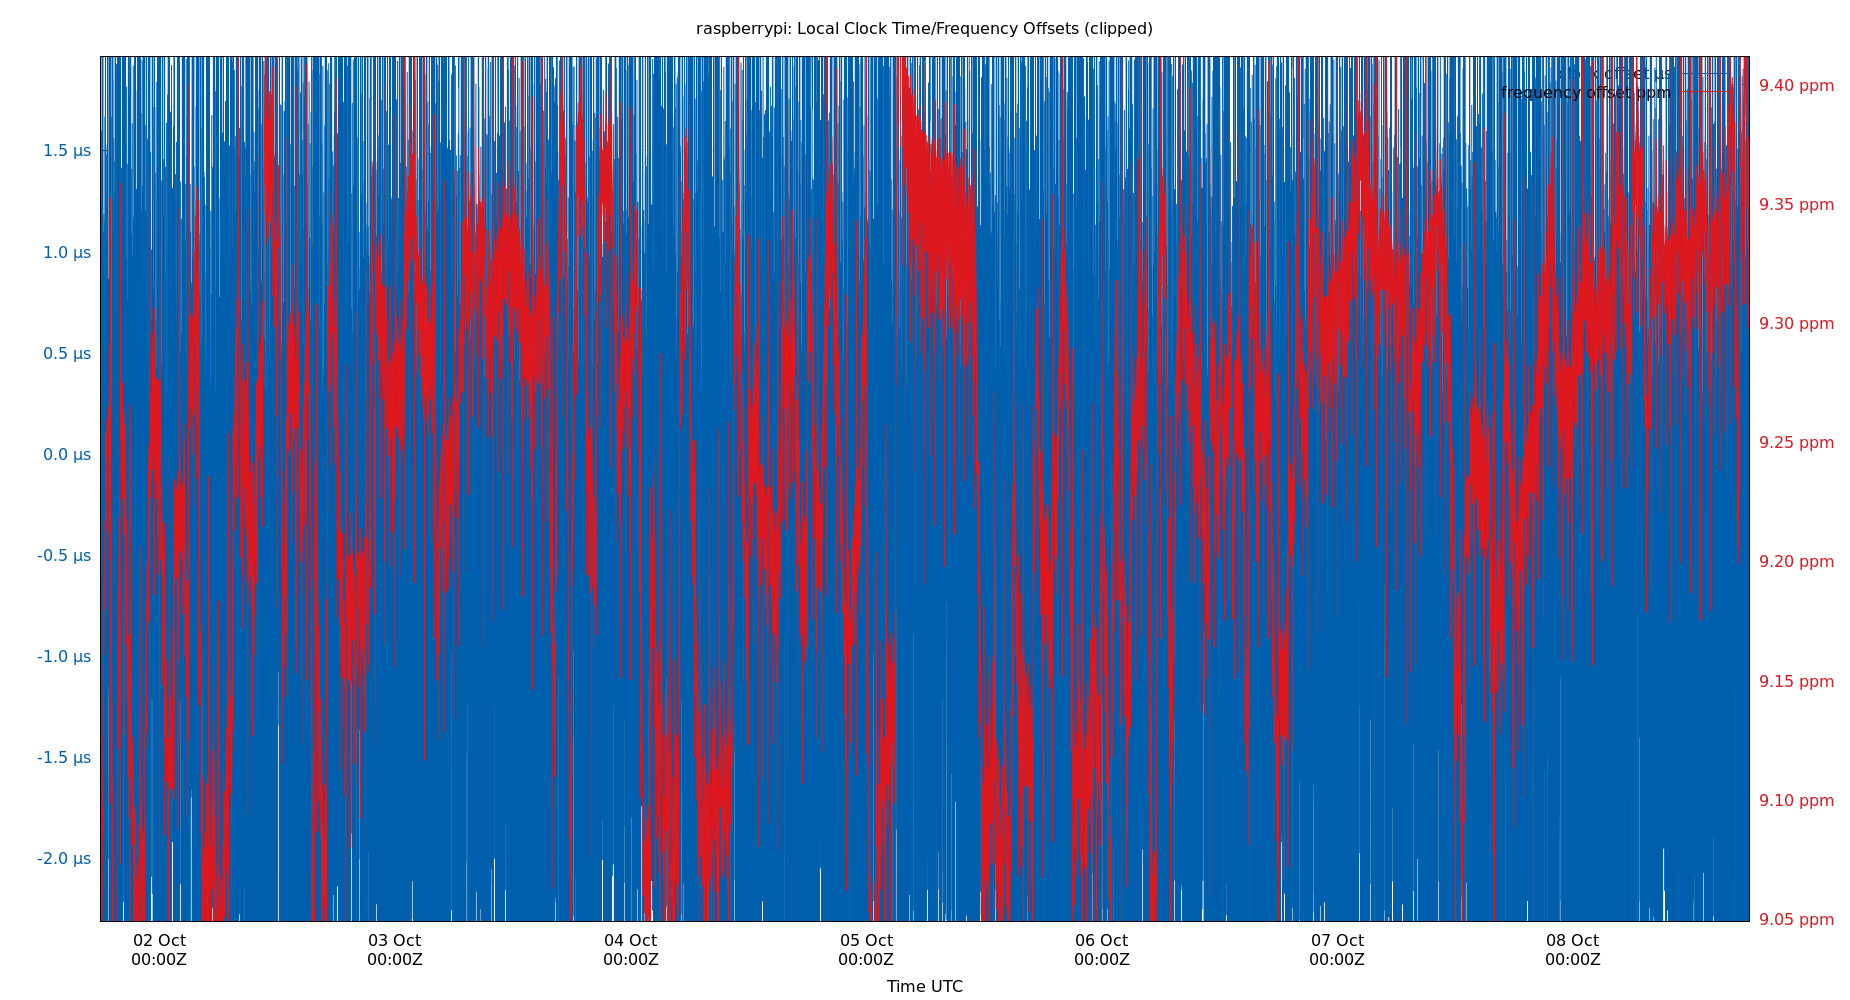 raspberrypi: Local Clock Time/Frequency Offsets (clipped)
clock offset µs
frequency offset ppm
1.5 µs
1.0 µs
0.5 µs
0.0 µs
-0.5 µs
-1.0 µs
-1.5 µs
-2.0 µs
9.40 ppm
9.35 ppm
9.30 ppm
9.25 ppm
9.20 ppm
9.15 ppm
9.10 ppm
9.05 ppm
02 Oct 03 Oct 04 Oct 05 Oct 06 Oct 07 Oct 08 Oct
00:00Z 00:00Z 00:00Z 00:00Z 00:00Z 00:00Z 00:00Z
Time UTC